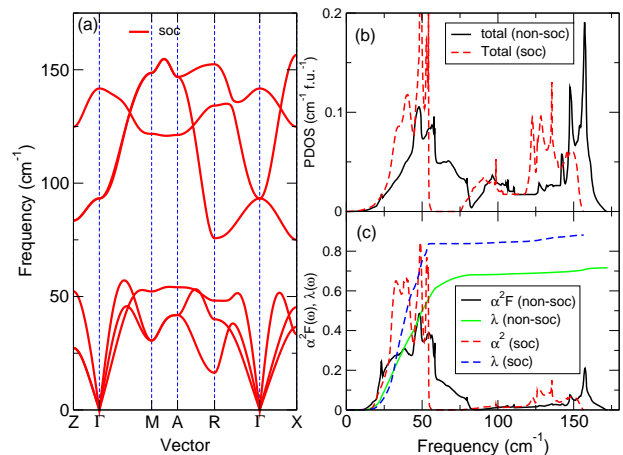 (a)
soc
Frequency (cm⁻¹)
150
100
50
0
Z Γ M A R Γ X
Vector
(b)
total (non-soc)
Total (soc)
PDOS (cm⁻¹ f.u.⁻¹)
0.2
0.1
0
(c)
α²F(ω), λ(ω)
0.8
0.6
0.4
0.2
0
α²F (non-soc)
λ (non-soc)
α² (soc)
λ (soc)
0 50 100 150
Frequency (cm⁻¹)